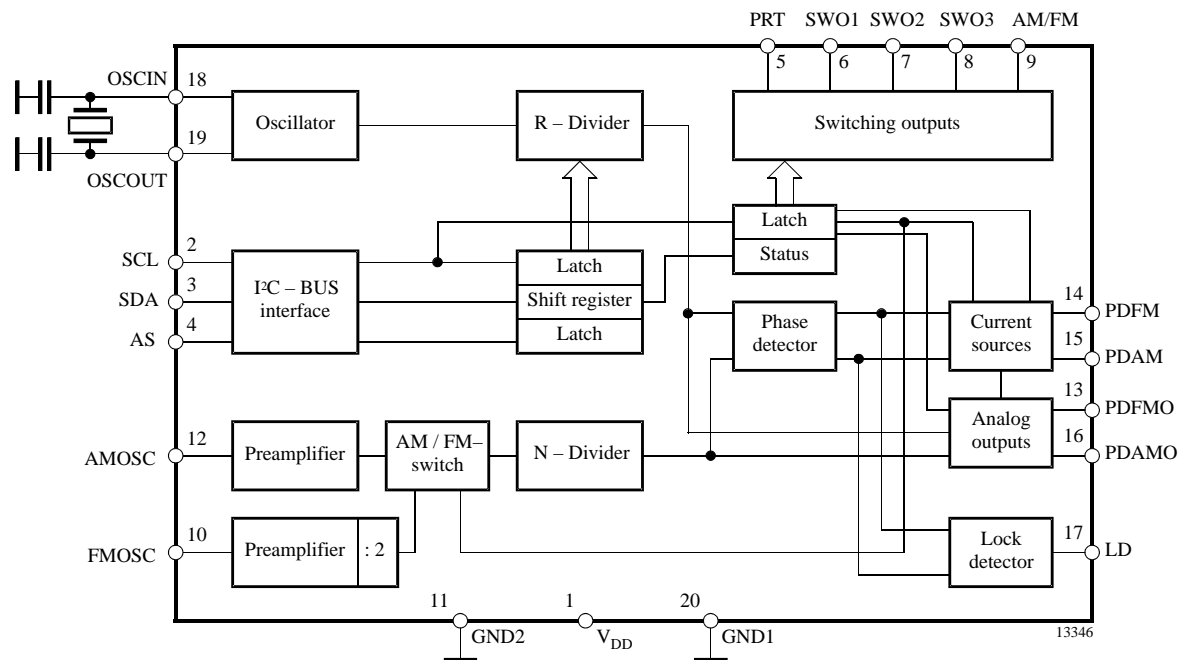 PRT SWO1 SWO2 SWO3 AM/FM
5 6 7 8 9
OSCIN 18
19
OSCOUT
Oscillator
R – Divider
Switching outputs
Latch
Status
SCL 2
SDA 3
AS 4
I²C – BUS
interface
Latch
Shift register
Latch
Phase
detector
Current
sources
14 PDFM
15 PDAM
13 PDFMO
16 PDAMO
Analog
outputs
AMOSC 12
Preamplifier
AM / FM–
switch
N – Divider
FMOSC 10
Preamplifier : 2
Lock
detector
17 LD
11 GND2
1 VDD
20 GND1
13346